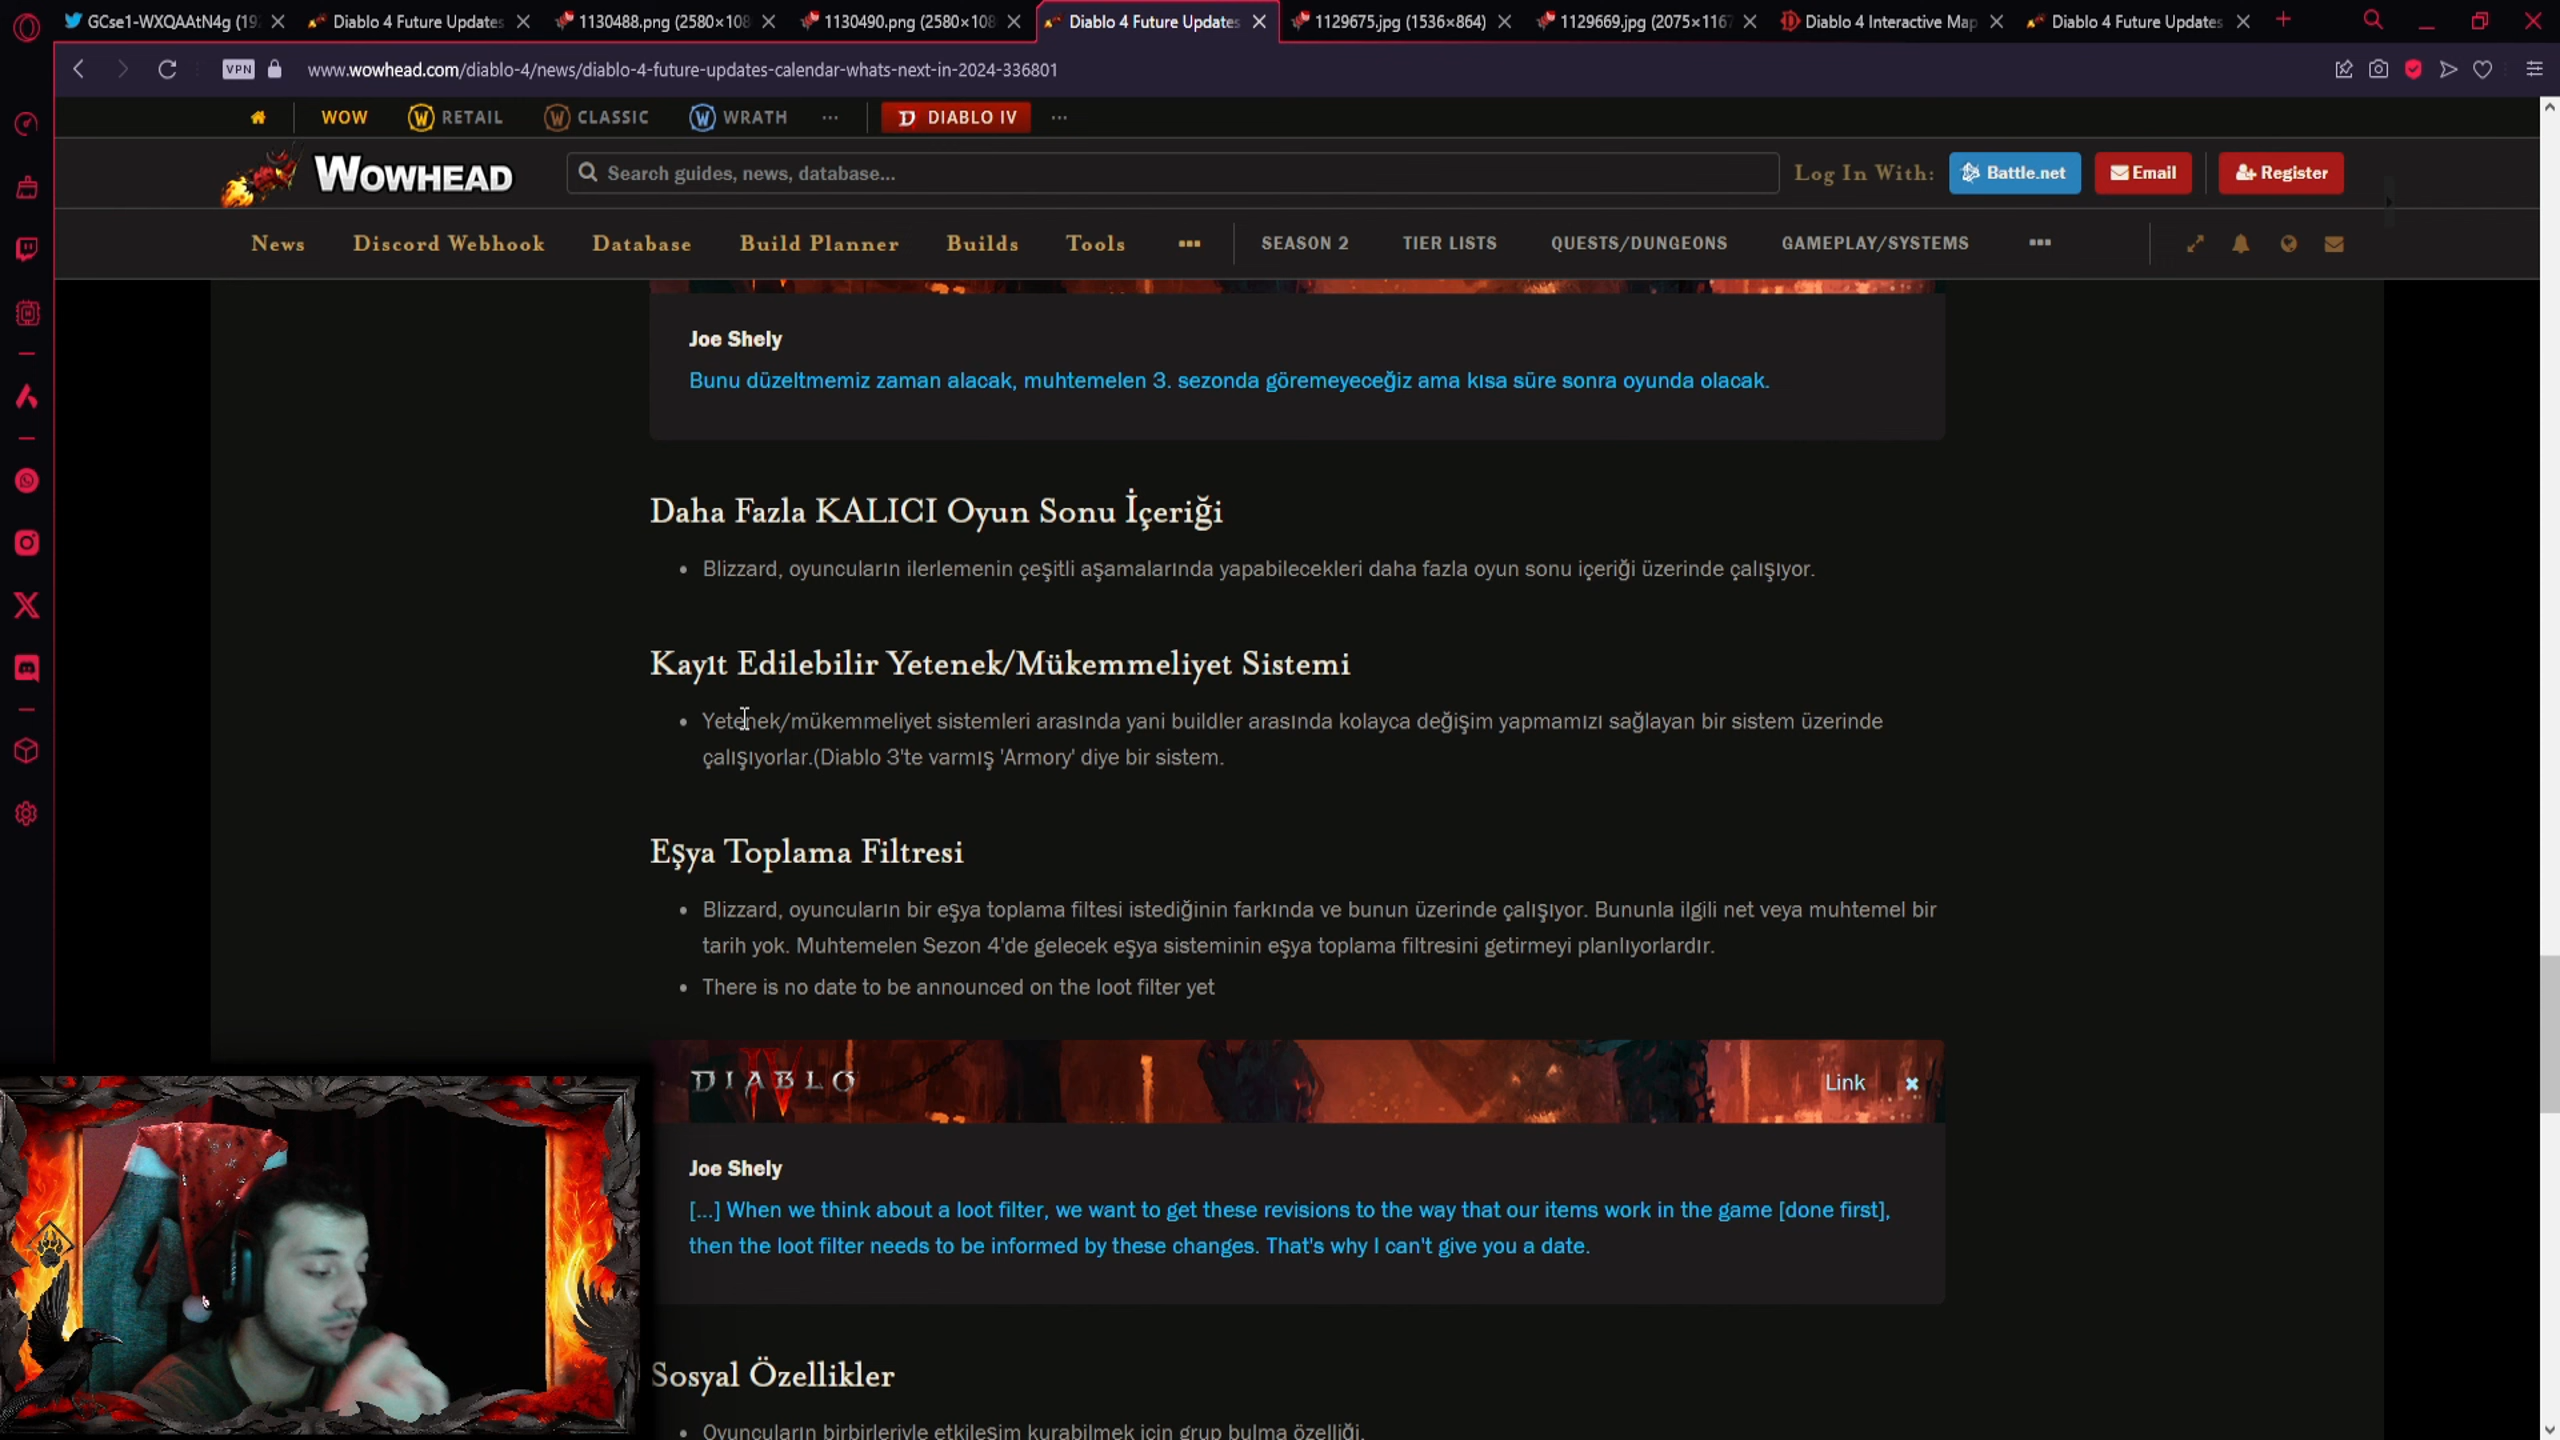 GCse1-WXQAAtN4g (19
Diablo 4 Future Updates
1130488.png (2580×108
1130490.png (2580×108
Diablo 4 Future Updates
1129675.jpg (1536×864)
1129669.jpg (2075×1167
Diablo 4 Interactive Map
Diablo 4 Future Updates
VPN
www.wowhead.com/diablo-4/news/diablo-4-future-updates-calendar-whats-next-in-2024-336801
WOW RETAIL CLASSIC WRATH ... DIABLO IV ...
WOWHEAD
Search guides, news, database...
Log In With: Battle.net Email Register
News Discord Webhook Database Build Planner Builds Tools ... SEASON 2 TIER LISTS QUESTS/DUNGEONS GAMEPLAY/SYSTEMS ...
Joe Shely
Bunu düzeltmemiz zaman alacak, muhtemelen 3. sezonda göremeyeceğiz ama kısa süre sonra oyunda olacak.
Daha Fazla KALICI Oyun Sonu İçeriği
• Blizzard, oyuncuların ilerlemenin çeşitli aşamalarında yapabilecekleri daha fazla oyun sonu içeriği üzerinde çalışıyor.
Kayıt Edilebilir Yetenek/Mükemmeliyet Sistemi
• Yetenek/mükemmeliyet sistemleri arasında yani buildler arasında kolayca değişim yapmamızı sağlayan bir sistem üzerinde
çalışıyorlar.(Diablo 3'te varmış 'Armory' diye bir sistem.
Eşya Toplama Filtresi
• Blizzard, oyuncuların bir eşya toplama filtesi istediğinin farkında ve bunun üzerinde çalışıyor. Bununla ilgili net veya muhtemel bir
tarih yok. Muhtemelen Sezon 4'de gelecek eşya sisteminin eşya toplama filtresini getirmeyi planlıyorlardır.
• There is no date to be announced on the loot filter yet
DIABLO IV
Link
Joe Shely
[...] When we think about a loot filter, we want to get these revisions to the way that our items work in the game [done first],
then the loot filter needs to be informed by these changes. That's why I can't give you a date.
Sosyal Özellikler
• Oyuncuların birbirleriyle etkileşim kurabilmek için grup bulma özelliği.